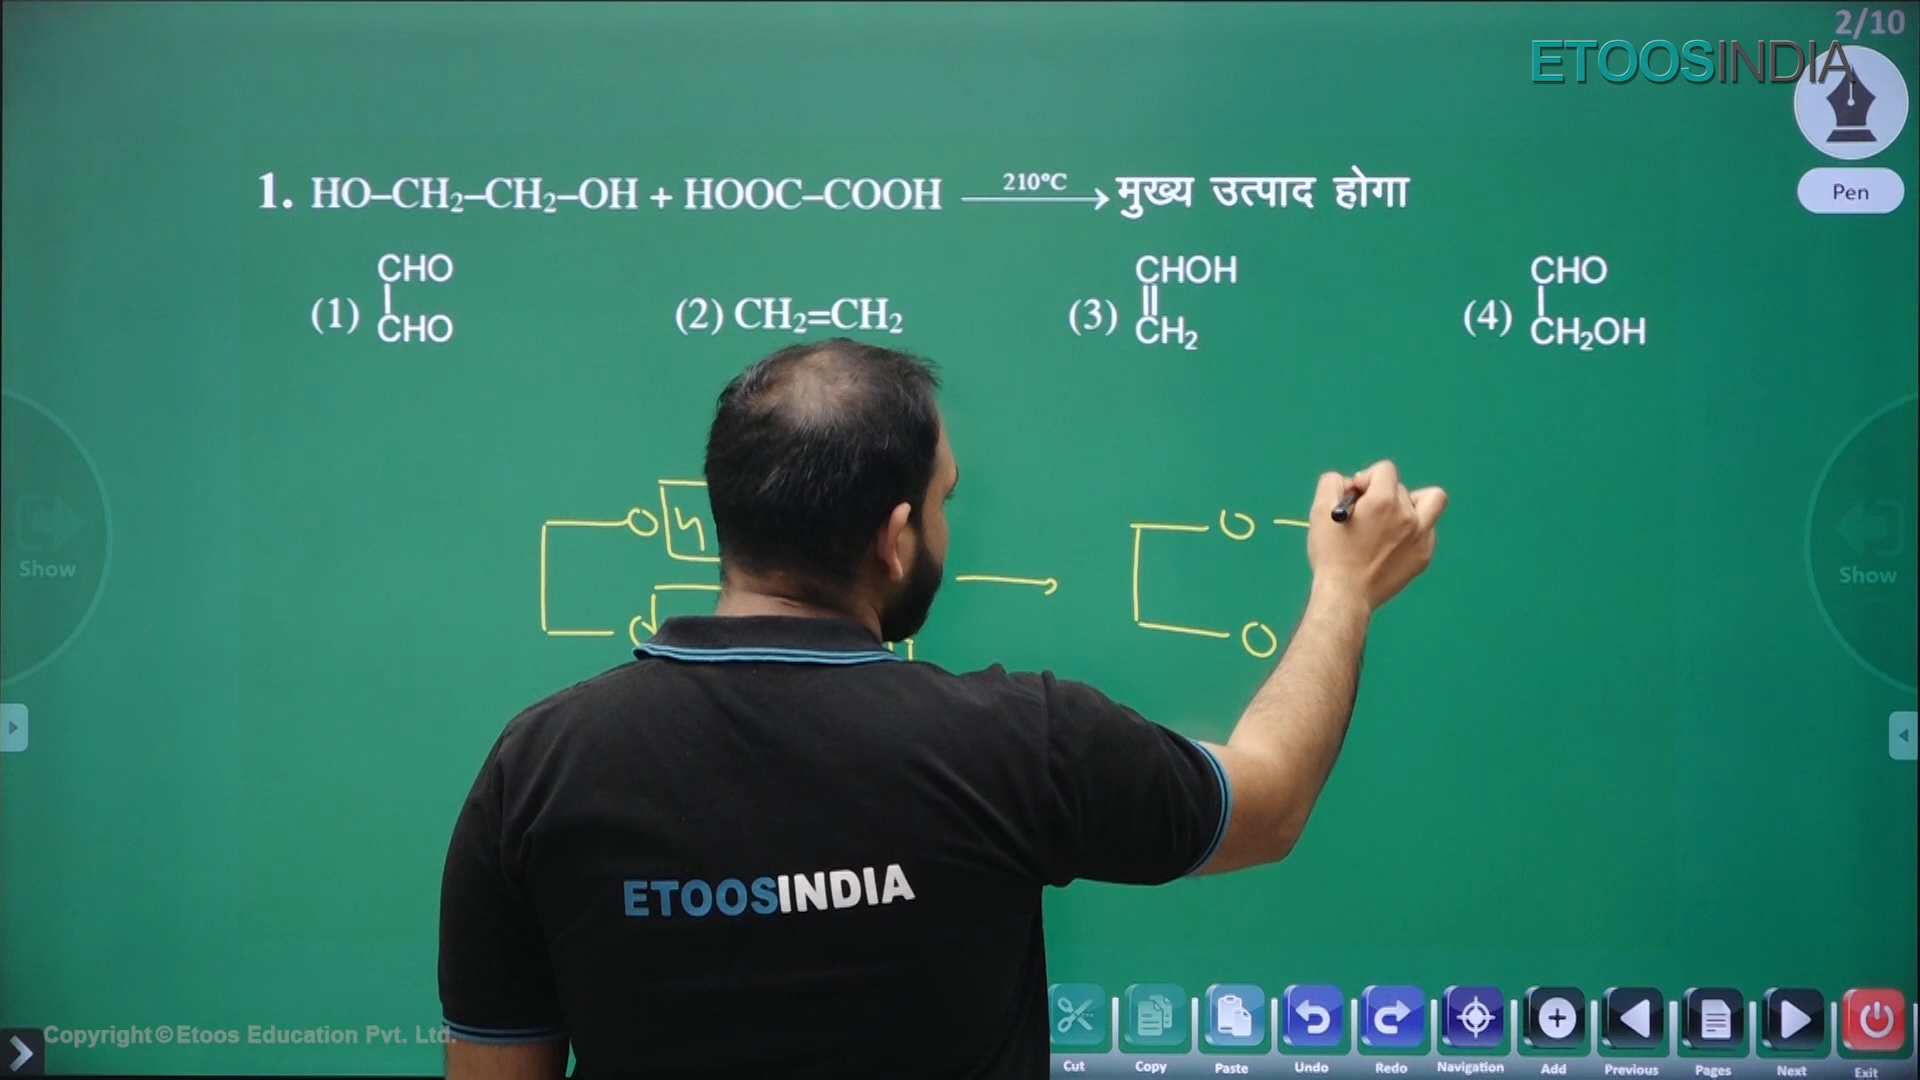 2/10
ETOOSINDIA
Pen
1. HO–CH₂–CH₂–OH + HOOC–COOH 210°C → मुख्य उत्पाद होगा
(1) CHO
CHO
(2) CH₂=CH₂
(3) CHOH
CH₂
(4) CHO
CH₂OH
O H
O
O
O
Show
Show
ETOOSINDIA
Copyright © Etoos Education Pvt. Ltd.
Cut Copy Paste Undo Redo Navigation Add Previous Pages Next Exit